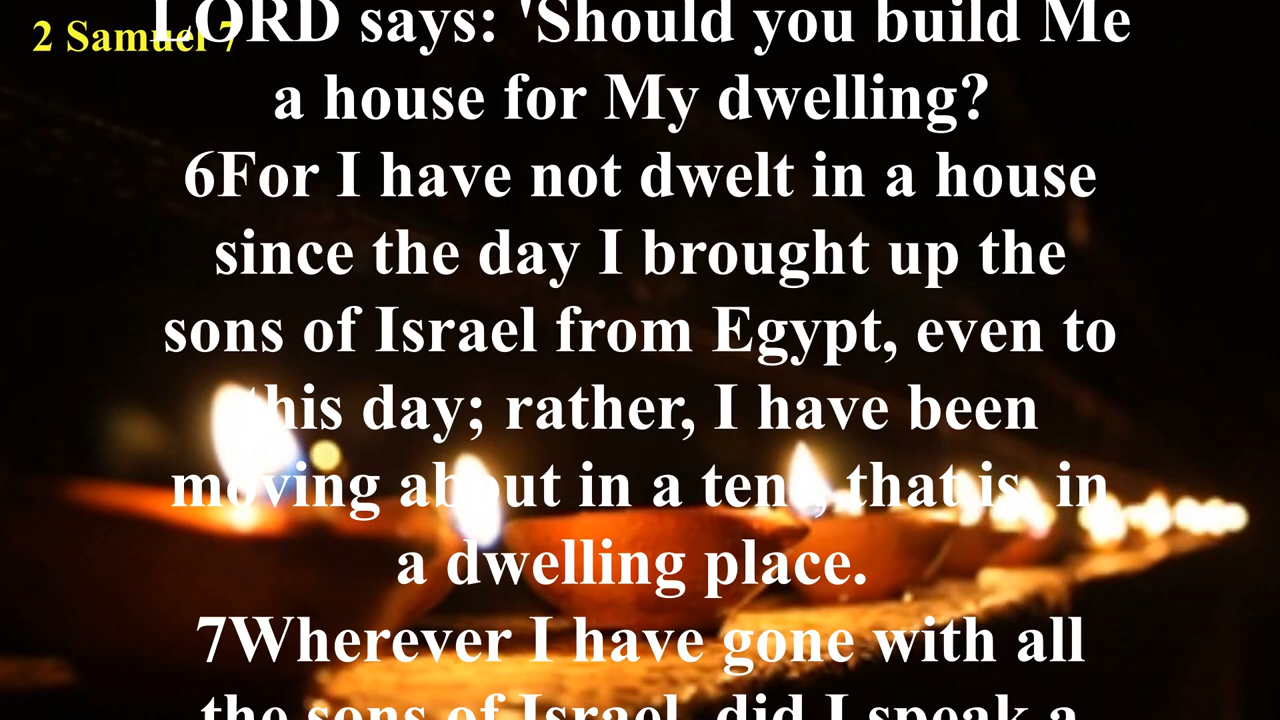 2 Samuel 7
LORD says: 'Should you build Me
a house for My dwelling?
6For I have not dwelt in a house
since the day I brought up the
sons of Israel from Egypt, even to
this day; rather, I have been
moving about in a tent, that is, in
a dwelling place.
7Wherever I have gone with all
the sons of Israel, did I speak a